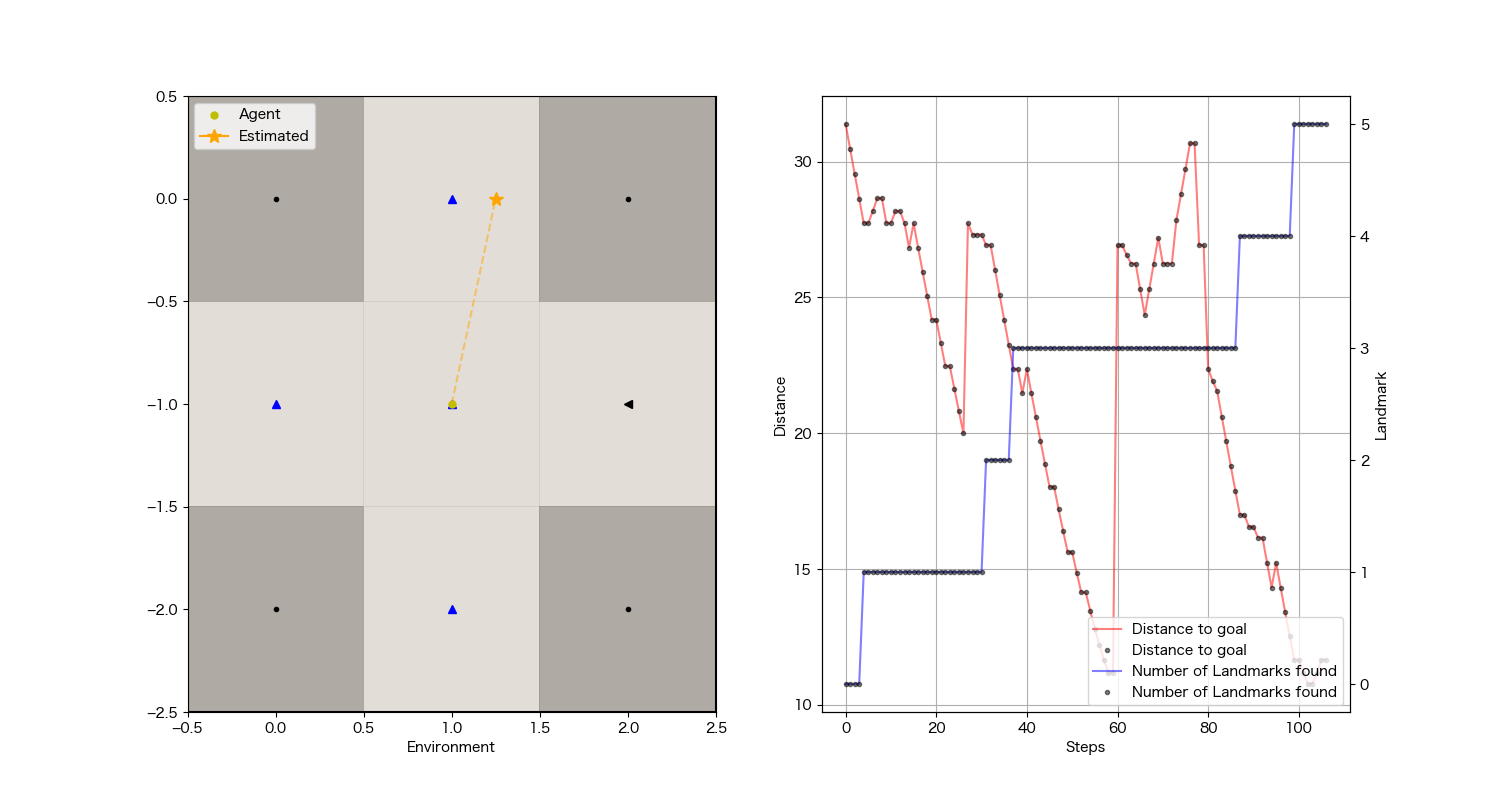 Agent
Estimated
0.5
0.0
−0.5
−1.0
−1.5
−2.0
−2.5
−0.5 0.0 0.5 1.0 1.5 2.0 2.5
Environment
Distance
30
25
20
15
10
0 20 40 60 80 100
Steps
5
4
3
2
1
0
Landmark
Distance to goal
Distance to goal
Number of Landmarks found
Number of Landmarks found